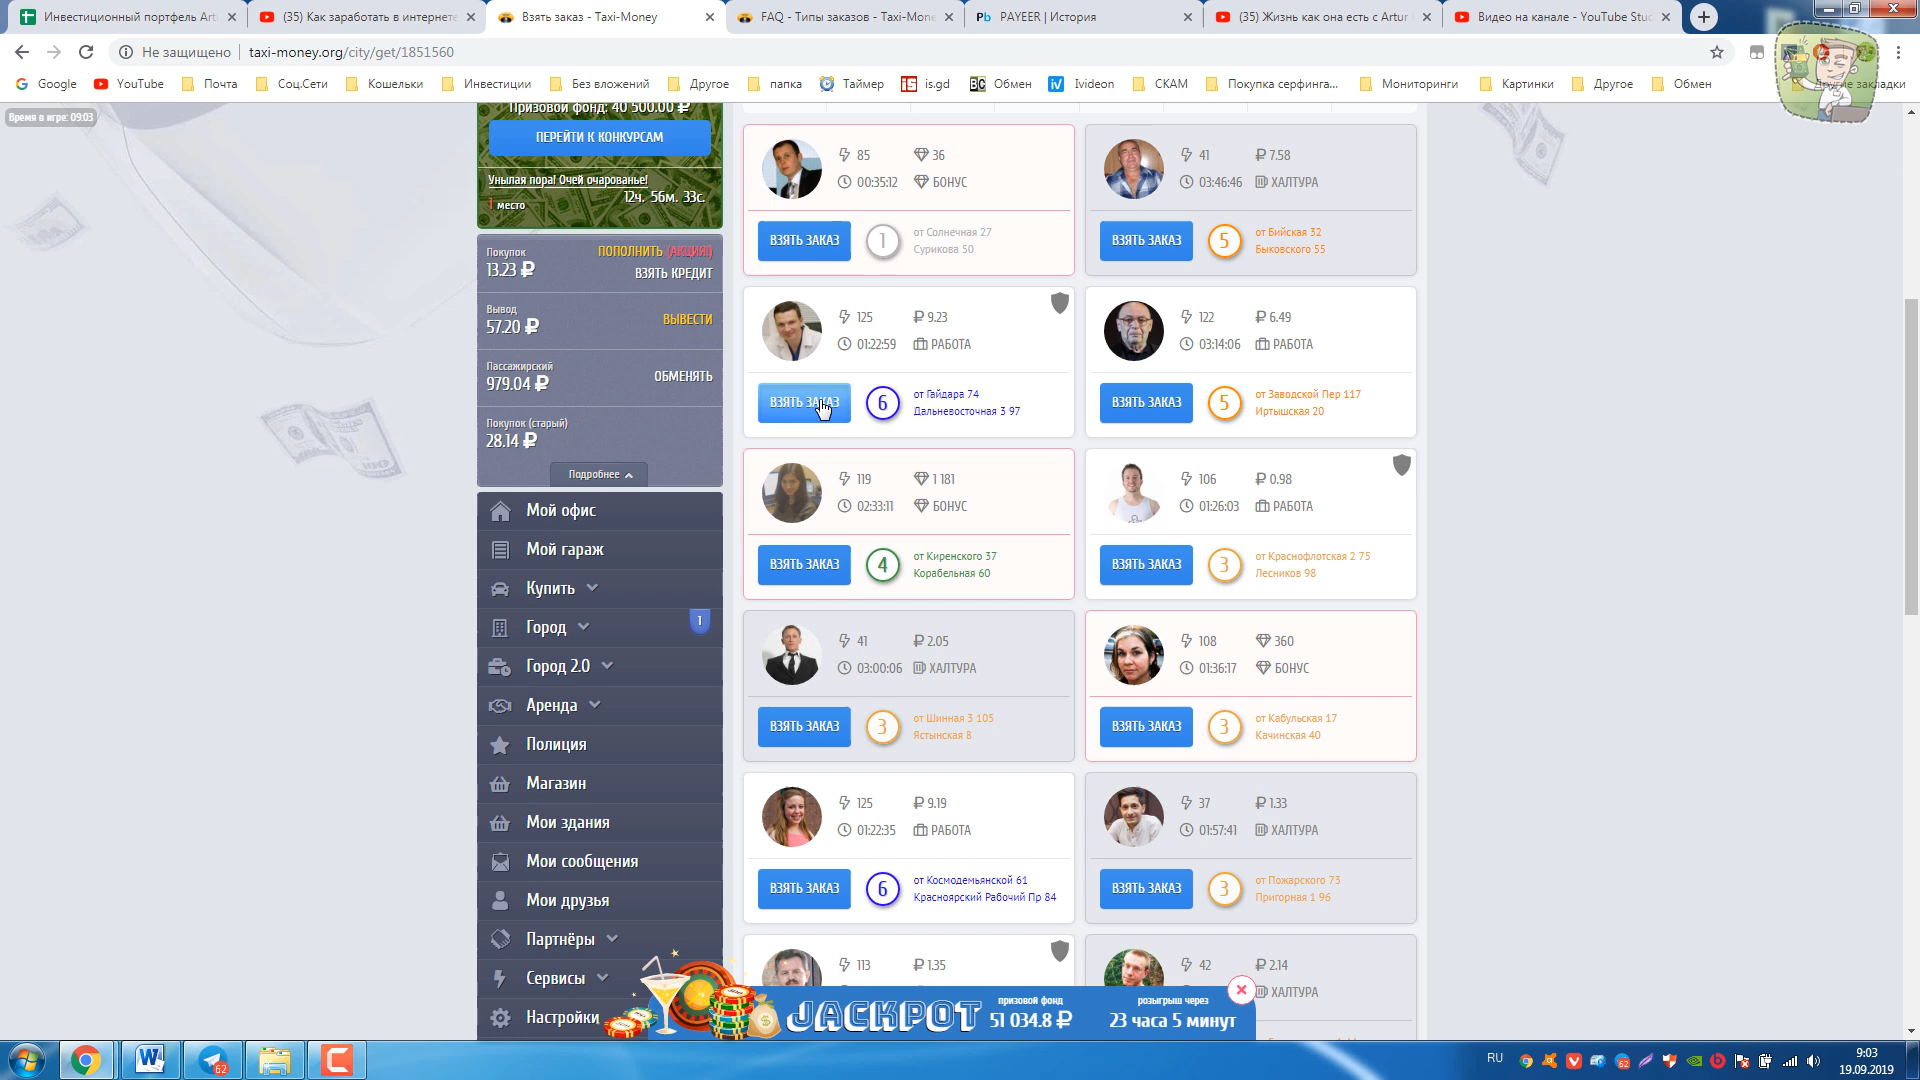 Инвестиционный портфель Art
(35) Как заработать в интернете
Взять заказ - Taxi-Money
FAQ - Типы заказов - Taxi-Mone
PAYEER | История
(35) Жизнь как она есть с Artur
Видео на канале - YouTube Stu
Не защищено
taxi-money.org/city/get/1851560
Google
YouTube
Почта
Соц.Сети
Кошельки
Инвестиции
Без вложений
Другое
папка
Таймер
is.gd
Обмен
Ivideon
СКАМ
Покупка серфинга...
Мониторинги
Картинки
Другое
Обмен
Другие закладки
Время в игре: 09:03
Призовой фонд: 40 500.00 ₽
ПЕРЕЙТИ К КОНКУРСАМ
Унылая пора! Очей очарованье!
1 место
12ч. 56м. 33с.
Покупок
13.23 ₽
ПОПОЛНИТЬ (АКЦИЯ!)
ВЗЯТЬ КРЕДИТ
Вывод
57.20 ₽
ВЫВЕСТИ
Пассажирский
979.04 ₽
ОБМЕНЯТЬ
Покупок (старый)
28.14 ₽
Подробнее
Мой офис
Мой гараж
Купить
Город
1
Город 2.0
Аренда
Полиция
Магазин
Мои здания
Мои сообщения
Мои друзья
Партнёры
Сервисы
Настройки
85 36
00:35:12 БОНУС
ВЗЯТЬ ЗАКАЗ
1
от Солнечная 27
Сурикова 50
41 ₽ 7.58
03:46:46 ХАЛТУРА
ВЗЯТЬ ЗАКАЗ
5
от Бийская 32
Быковского 55
125 ₽ 9.23
01:22:59 РАБОТА
ВЗЯТЬ ЗАКАЗ
6
от Гайдара 74
Дальневосточная 3 97
122 ₽ 6.49
03:14:06 РАБОТА
ВЗЯТЬ ЗАКАЗ
5
от Заводской Пер 117
Иртышская 20
119 1 181
02:33:11 БОНУС
ВЗЯТЬ ЗАКАЗ
4
от Киренского 37
Корабельная 60
106 ₽ 0.98
01:26:03 РАБОТА
ВЗЯТЬ ЗАКАЗ
3
от Краснофлотская 2 75
Лесников 98
41 ₽ 2.05
03:00:06 ХАЛТУРА
ВЗЯТЬ ЗАКАЗ
3
от Шинная 3 105
Ястынская 8
108 360
01:36:17 БОНУС
ВЗЯТЬ ЗАКАЗ
3
от Кабульская 17
Качинская 40
125 ₽ 9.19
01:22:35 РАБОТА
ВЗЯТЬ ЗАКАЗ
6
от Космодемьянской 61
Красноярский Рабочий Пр 84
37 ₽ 1.33
01:57:41 ХАЛТУРА
ВЗЯТЬ ЗАКАЗ
3
от Пожарского 73
Пригорная 1 96
113 ₽ 1.35
42 ₽ 2.14
ХАЛТУРА
JACKPOT
призовой фонд
51 034.8 ₽
розыгрыш через
23 часа 5 минут
62
RU
62
9:03
19.09.2019